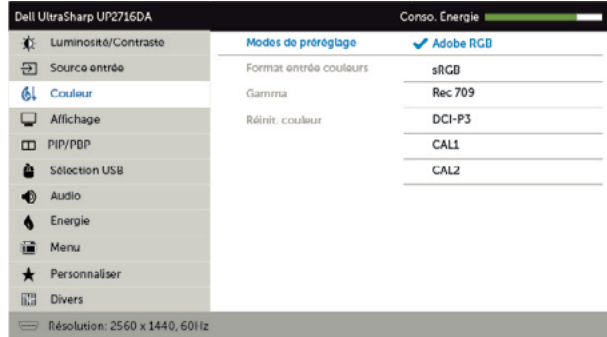 Dell UltraSharp UP2716DA
Conso. Énergie
Luminosité/Contraste
Modes de préréglage
Adobe RGB
Source entrée
Format entrée couleurs
sRGB
Couleur
Gamma
Rec 709
Affichage
Réinit. couleur
DCI-P3
PIP/PBP
CAL1
Sélection USB
CAL2
Audio
Energie
Menu
Personnaliser
Divers
Résolution: 2560 x 1440, 60Hz